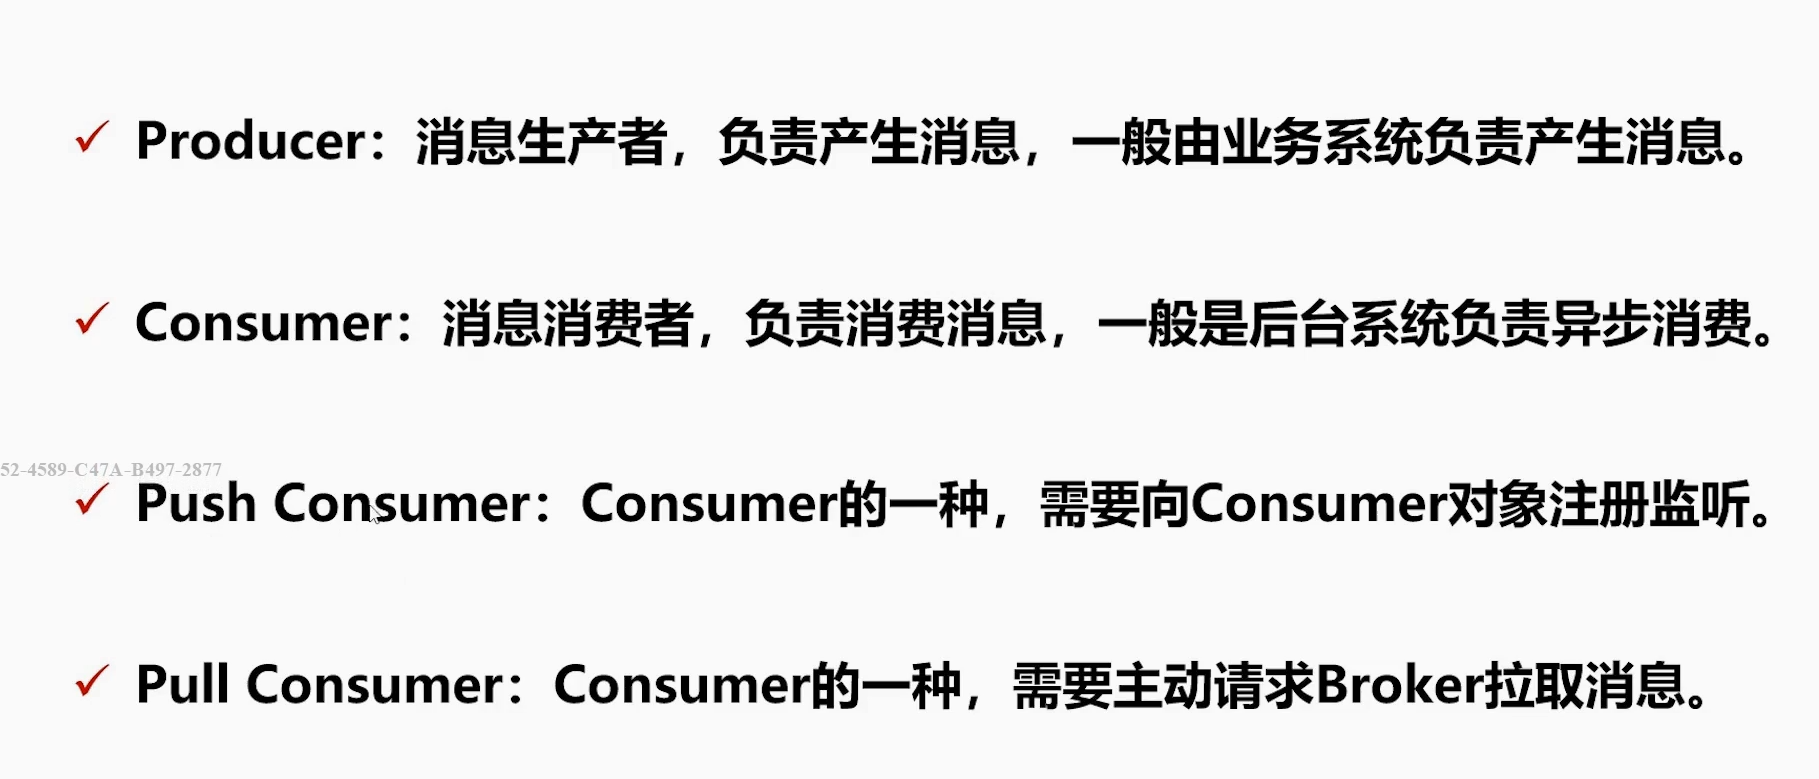 Producer：消息生产者，负责产生消息，一般由业务系统负责产生消息。
Consumer：消息消费者，负责消费消息，一般是后台系统负责异步消费。
52-4589-C47A-B497-2877
Push Consumer：Consumer的一种，需要向Consumer对象注册监听。
Pull Consumer：Consumer的一种，需要主动请求Broker拉取消息。